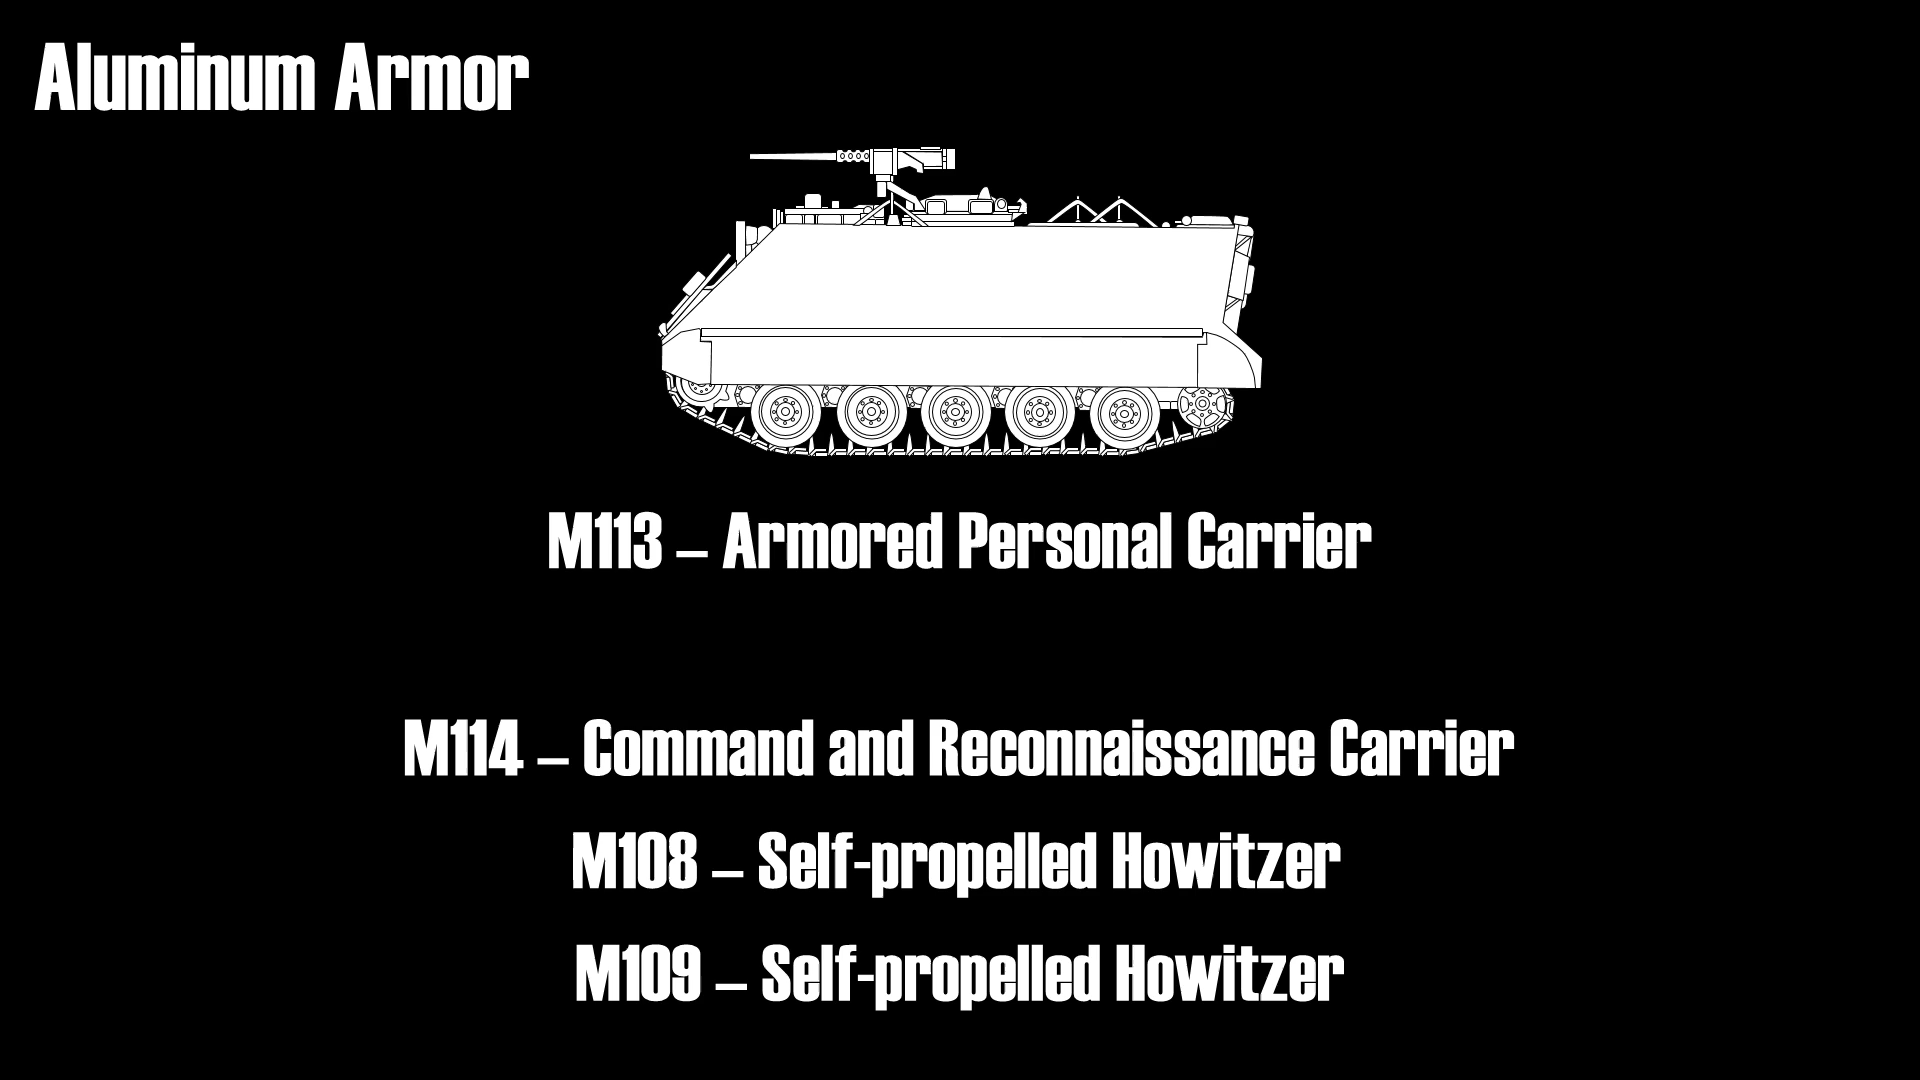 Aluminum Armor
M113 – Armored Personal Carrier
M114 – Command and Reconnaissance Carrier
M108 – Self-propelled Howitzer
M109 – Self-propelled Howitzer